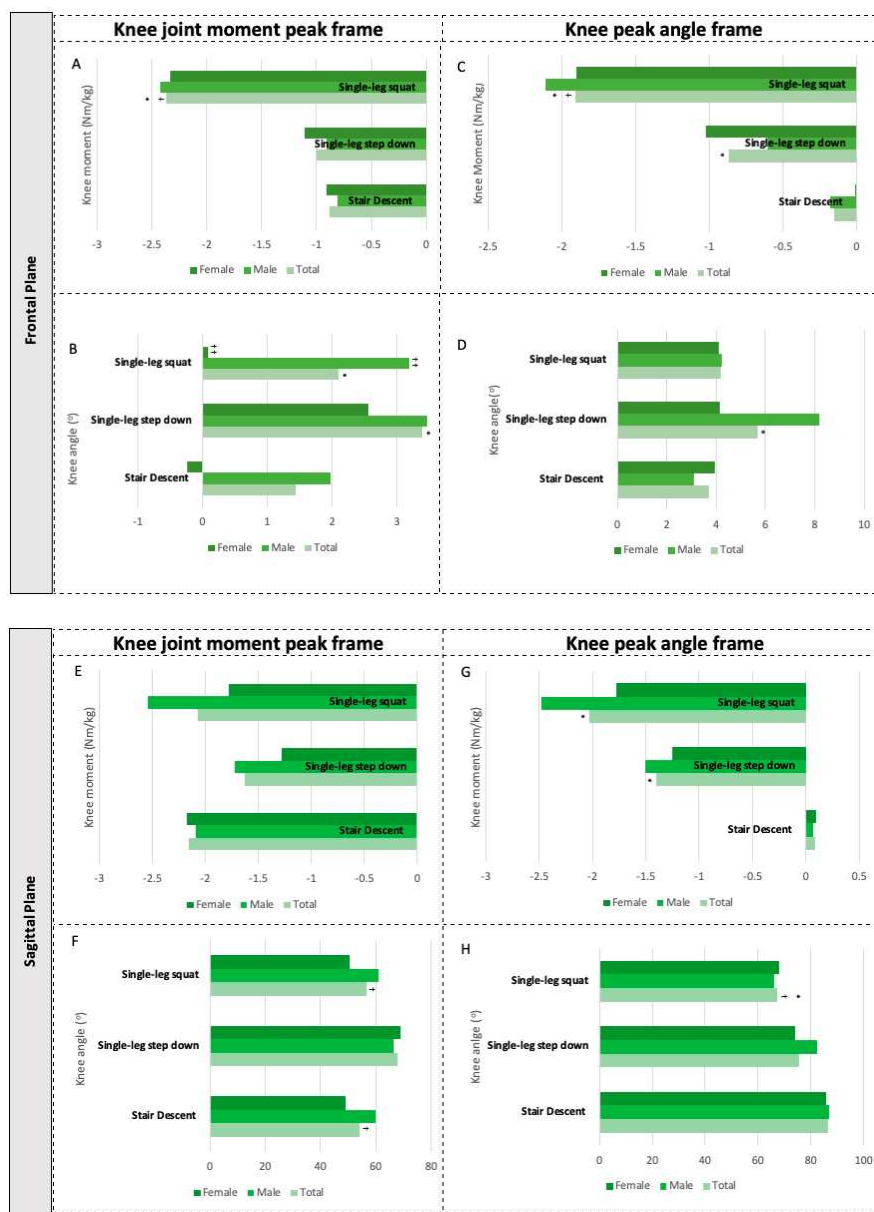 Knee joint moment peak frame
Knee peak angle frame
Frontal Plane
A
Knee moment (Nm/kg)
Single-leg squat
Single-leg step down
Stair Descent
-3 -2.5 -2 -1.5 -1 -0.5 0
Female Male Total
C
Knee Moment (Nm/kg)
Single-leg squat
Single-leg step down
Stair Descent
-2.5 -2 -1.5 -1 -0.5 0
Female Male Total
B
Knee angle (°)
Single-leg squat
Single-leg step down
Stair Descent
-1 0 1 2 3
Female Male Total
D
Knee angle(°)
Single-leg squat
Single-leg step down
Stair Descent
0 2 4 6 8 10
Female Male Total
Knee joint moment peak frame
Knee peak angle frame
Sagittal Plane
E
Knee moment (Nm/kg)
Single-leg squat
Single-leg step down
Stair Descent
-3 -2.5 -2 -1.5 -1 -0.5 0
Female Male Total
G
Knee moment (Nm/kg)
Single-leg squat
Single-leg step down
Stair Descent
-3 -2.5 -2 -1.5 -1 -0.5 0 0.5
Female Male Total
F
Knee angle (°)
Single-leg squat
Single-leg step down
Stair Descent
0 20 40 60 80
Female Male Total
H
Knee anlge (°)
Single-leg squat
Single-leg step down
Stair Descent
0 20 40 60 80 100
Female Male Total